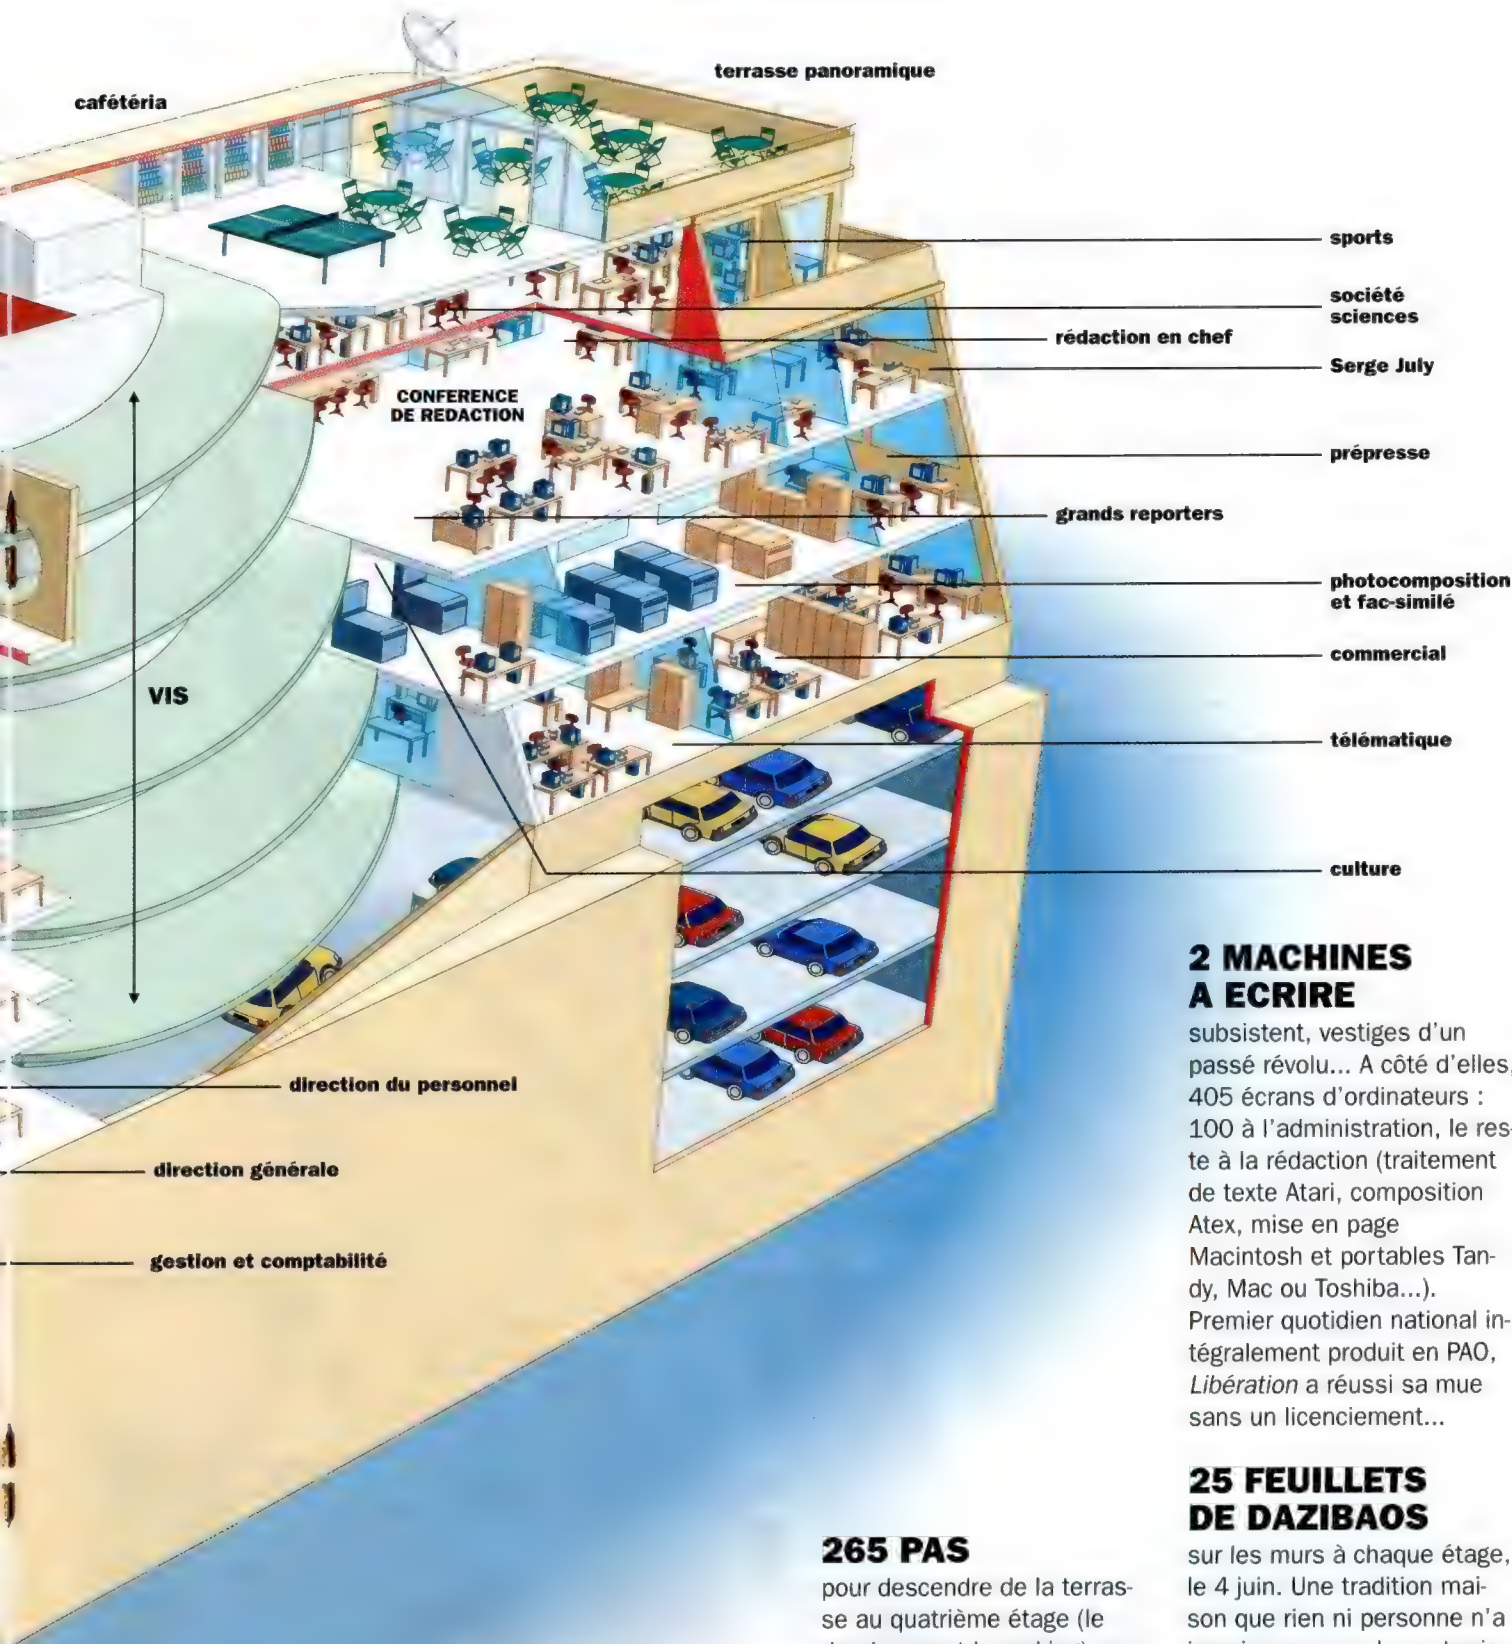 cafétéria
terrasse panoramique
sports
société
sciences
rédaction en chef
Serge July
CONFERENCE
DE REDACTION
prépresse
grands reporters
photocomposition
et fac-similé
commercial
VIS
télématique
culture
direction du personnel
direction générale
gestion et comptabilité
2 MACHINES
A ECRIRE
subsistent, vestiges d'un
passé révolu... A côté d'elles,
405 écrans d'ordinateurs :
100 à l'administration, le res-
te à la rédaction (traitement
de texte Atari, composition
Atex, mise en page
Macintosh et portables Tan-
dy, Mac ou Toshiba...).
Premier quotidien national in-
tégralement produit en PAO,
Libération a réussi sa mue
sans un licenciement...
265 PAS
pour descendre de la terras-
se au quatrième étage (le
25 FEUILLETS
DE DAZIBAOS
sur les murs à chaque étage,
le 4 juin. Une tradition mai-
son que rien ni personne n'a